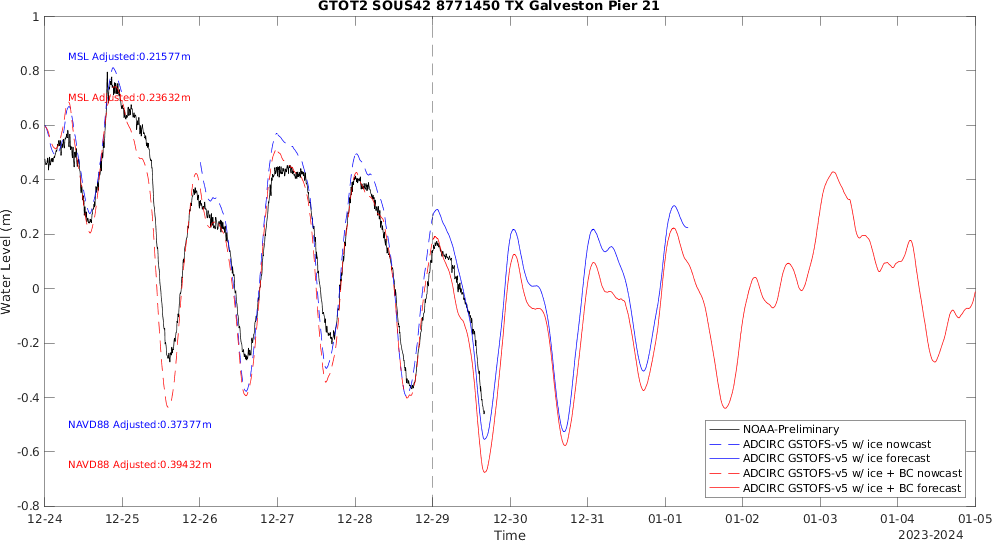 GTOT2 SOUS42 8771450 TX Galveston Pier 21
Water Level (m)
1
0.8
0.6
0.4
0.2
0
-0.2
-0.4
-0.6
-0.8
MSL Adjusted:0.21577m
MSL Adjusted:0.23632m
NAVD88 Adjusted:0.37377m
NAVD88 Adjusted:0.39432m
NOAA-Preliminary
ADCIRC GSTOFS-v5 w/ ice nowcast
ADCIRC GSTOFS-v5 w/ ice forecast
ADCIRC GSTOFS-v5 w/ ice + BC nowcast
ADCIRC GSTOFS-v5 w/ ice + BC forecast
12-24 12-25 12-26 12-27 12-28 12-29 12-30 12-31 01-01 01-02 01-03 01-04 01-05
Time
2023-2024